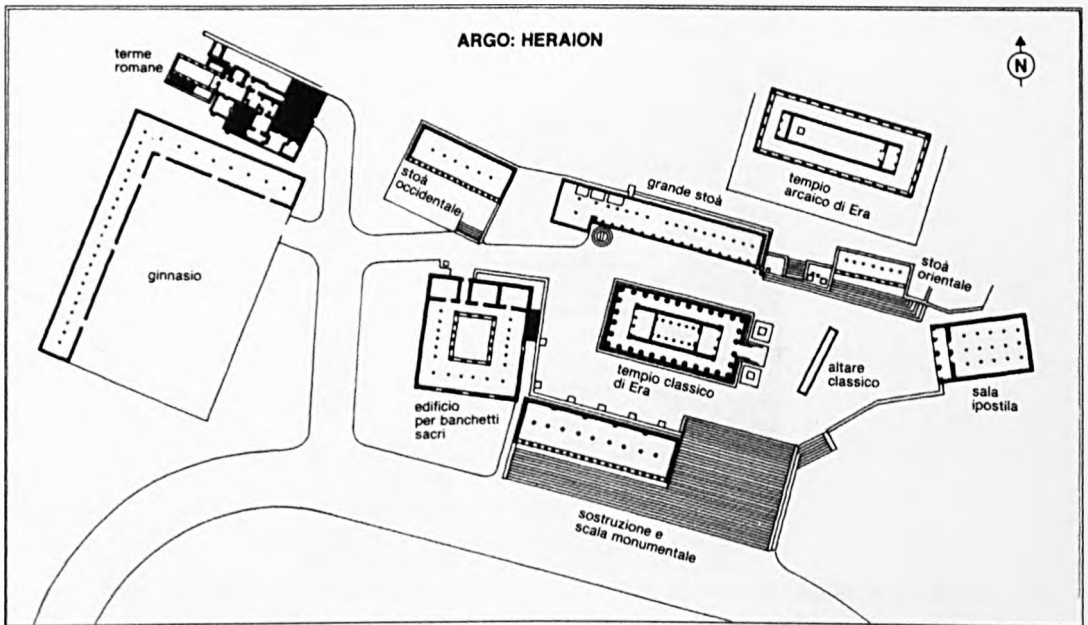 ARGO: HERAION
N
terme
romane
stoà
occidentale
grande stoà
tempio
arcaico di Era
stoà
orientale
ginnasio
tempio classico
di Era
altare
classico
sala
ipostila
edificio
per banchetti
sacri
sostruzione e
scala monumentale